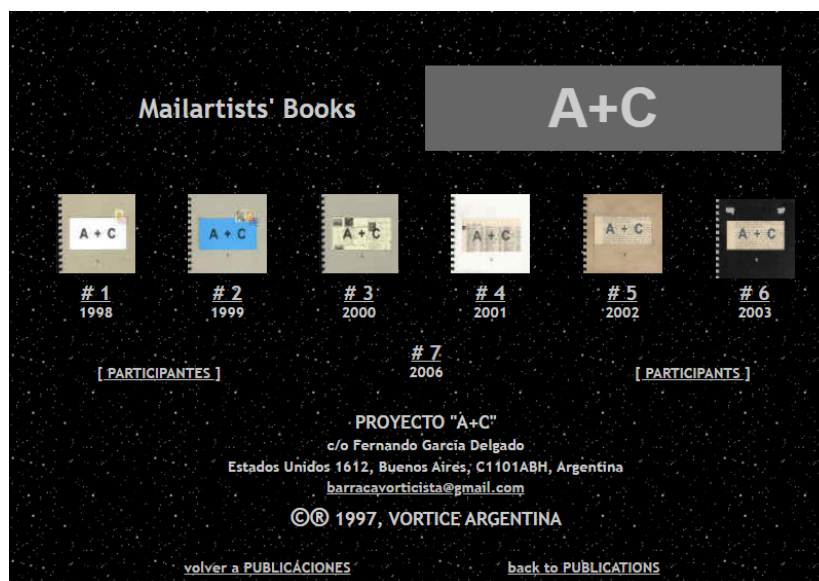 Mailartists' Books
A+C
A + C
A + C
A + C
A + C
A + C
A + C
# 1
# 2
# 3
# 4
# 5
# 6
1998
1999
2000
2001
2002
2003
# 7
2006
[ PARTICIPANTES ]
[ PARTICIPANTS ]
PROYECTO "A+C"
c/o Fernando García Delgado
Estados Unidos 1612, Buenos Aires, C1101ABH, Argentina
barracavorticista@gmail.com
©® 1997, VORTICE ARGENTINA
volver a PUBLICACIONES
back to PUBLICATIONS